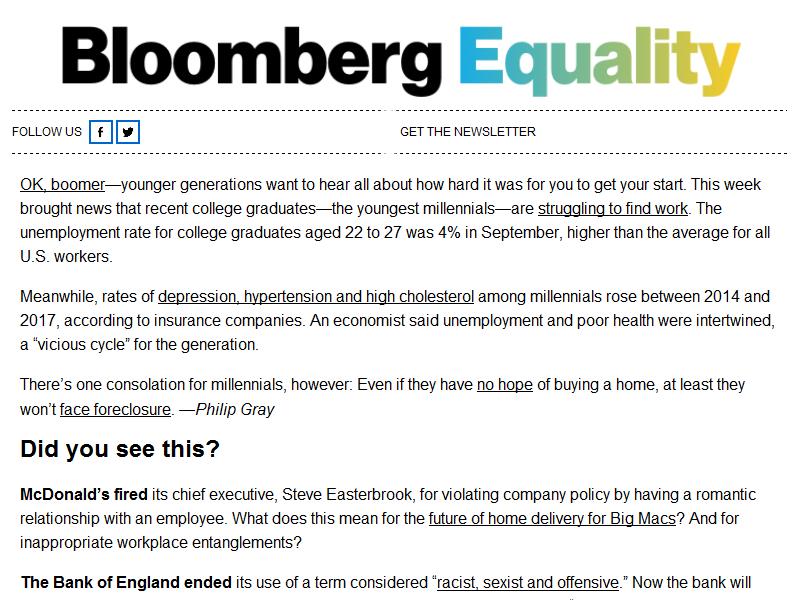 Bloomberg Equality
FOLLOW US
GET THE NEWSLETTER
OK, boomer—younger generations want to hear all about how hard it was for you to get your start. This week
brought news that recent college graduates—the youngest millennials—are struggling to find work. The
unemployment rate for college graduates aged 22 to 27 was 4% in September, higher than the average for all
U.S. workers.
Meanwhile, rates of depression, hypertension and high cholesterol among millennials rose between 2014 and
2017, according to insurance companies. An economist said unemployment and poor health were intertwined,
a “vicious cycle” for the generation.
There’s one consolation for millennials, however: Even if they have no hope of buying a home, at least they
won’t face foreclosure. —Philip Gray
Did you see this?
McDonald’s fired its chief executive, Steve Easterbrook, for violating company policy by having a romantic
relationship with an employee. What does this mean for the future of home delivery for Big Macs? And for
inappropriate workplace entanglements?
The Bank of England ended its use of a term considered “racist, sexist and offensive.” Now the bank will